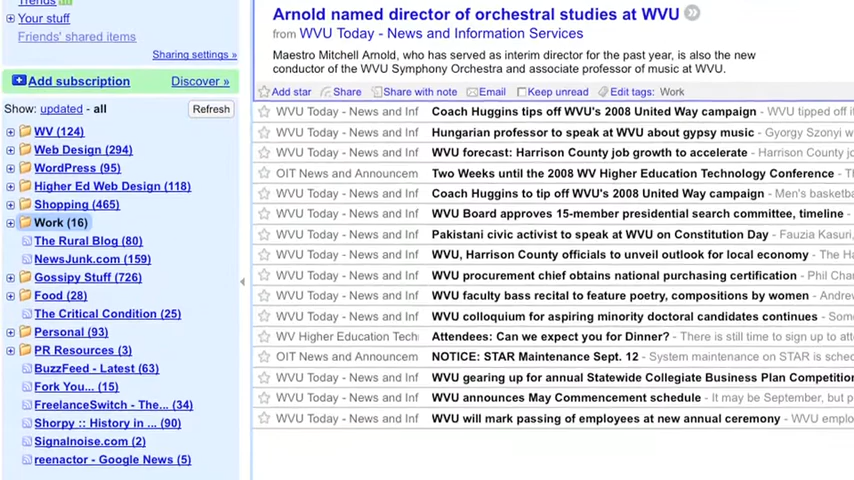 Trends
Your stuff
Friends' shared items
Sharing settings »
Add subscription
Discover »
Show: updated - all
Refresh
WV (124)
Web Design (294)
WordPress (95)
Higher Ed Web Design (118)
Shopping (465)
Work (16)
The Rural Blog (80)
NewsJunk.com (159)
Gossipy Stuff (726)
Food (28)
The Critical Condition (25)
Personal (93)
PR Resources (3)
BuzzFeed - Latest (63)
Fork You... (15)
FreelanceSwitch - The... (34)
Shorpy :: History in ... (90)
Signalnoise.com (2)
reenactor - Google News (5)
Arnold named director of orchestral studies at WVU »
from WVU Today - News and Information Services
Maestro Mitchell Arnold, who has served as interim director for the past year, is also the new
conductor of the WVU Symphony Orchestra and associate professor of music at WVU.
Add star Share Share with note Email Keep unread Edit tags: Work
WVU Today - News and Inf Coach Huggins tips off WVU's 2008 United Way campaign - WVU tipped if
WVU Today - News and Inf Hungarian professor to speak at WVU about gypsy music - Gyorgy Szonyi w
WVU Today - News and Inf WVU forecast: Harrison County job growth to accelerate - Harrison County jo
OIT News and Announcem Two Weeks until the 2008 WV Higher Education Technology Conference - Th
WVU Today - News and Inf Coach Huggins to tip off WVU's 2008 United Way campaign - Men's basketba
WVU Today - News and Inf WVU Board approves 15-member presidential search committee, timeline -
WVU Today - News and Inf Pakistani civic activist to speak at WVU on Constitution Day - Fauzia Kasuri,
WVU Today - News and Inf WVU, Harrison County officials to unveil outlook for local economy - The Ha
WVU Today - News and Inf WVU procurement chief obtains national purchasing certification - Phil Char
WVU Today - News and Inf WVU faculty bass recital to feature poetry, compositions by women - Andrew
WVU Today - News and Inf WVU colloquium for aspiring minority doctoral candidates continues - Som
WV Higher Education Tech Attendees: Can we expect you for Dinner? - There is still time to sign up to att
OIT News and Announcem NOTICE: STAR Maintenance Sept. 12 - System maintenance on STAR is sched
WVU Today - News and Inf WVU gearing up for annual Statewide Collegiate Business Plan Competition
WVU Today - News and Inf WVU announces May Commencement schedule - It may be September, but p
WVU Today - News and Inf WVU will mark passing of employees at new annual ceremony - WVU emplo